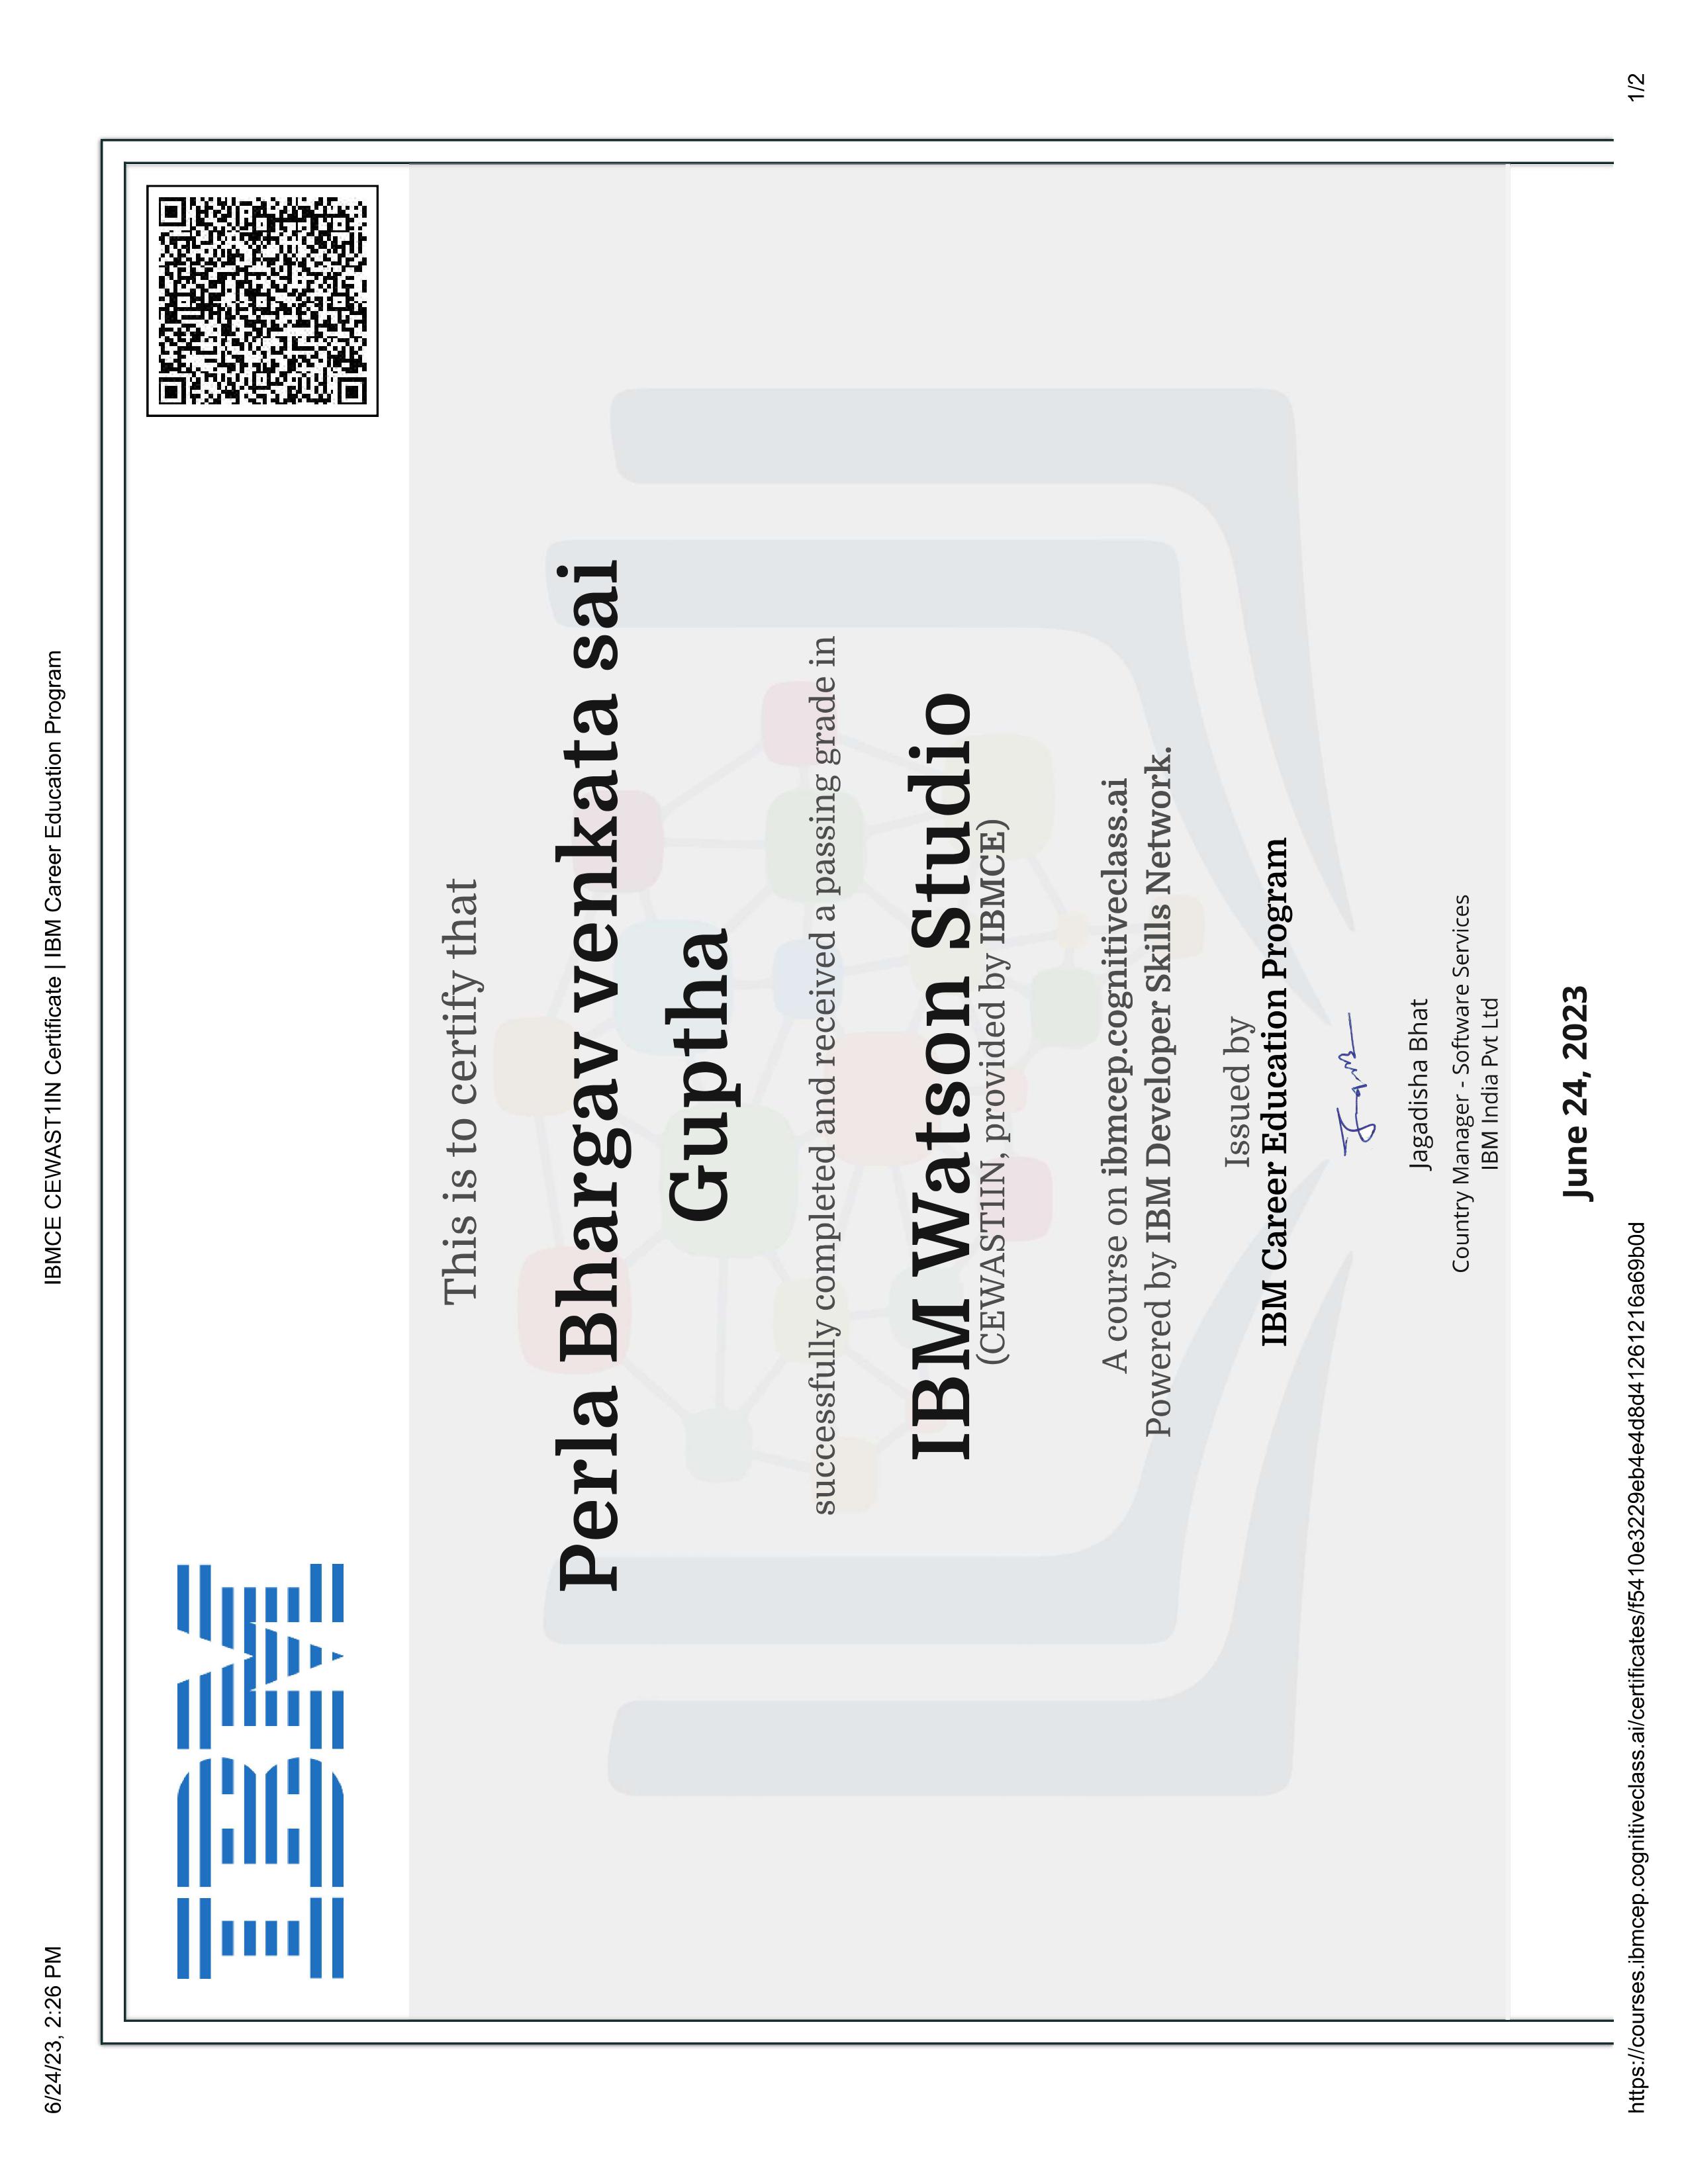 6/24/23, 2:26 PM
IBMCE CEWAST1IN Certificate | IBM Career Education Program
IBM
This is to certify that
Perla Bhargav venkata sai
Guptha
successfully completed and received a passing grade in
IBM Watson Studio
(CEWAST1IN, provided by IBMCE)
A course on ibmcep.cognitiveclass.ai
Powered by IBM Developer Skills Network.
Issued by
IBM Career Education Program
Jagadisha Bhat
Country Manager - Software Services
IBM India Pvt Ltd
June 24, 2023
https://courses.ibmcep.cognitiveclass.ai/certificates/f5410e3229eb4e4d8d41261216a69b0d
1/2